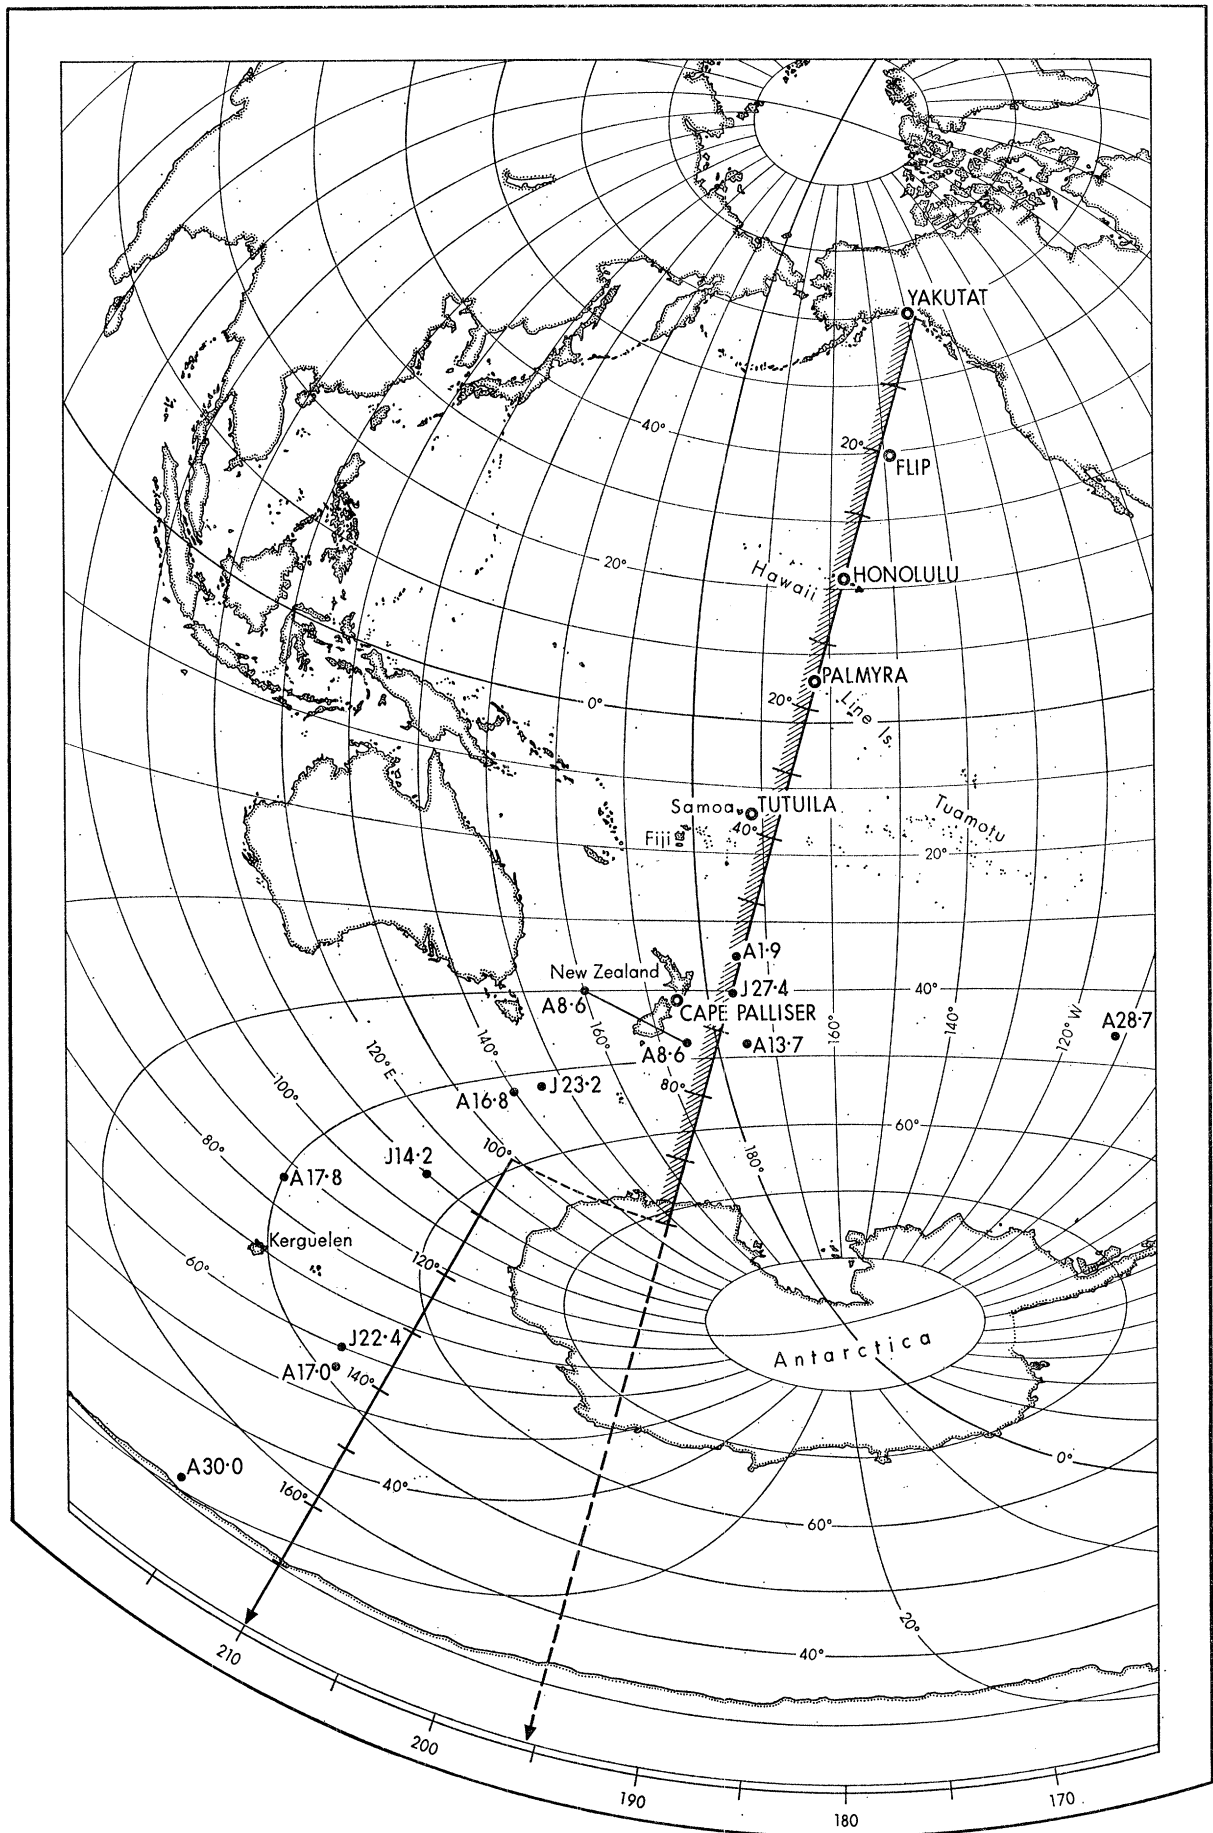 YAKUTAT
40°
20°
FLIP
20°
Hawaii
HONOLULU
PALMYRA
0°
20°
Line Is.
Samoa
TUTUILA
Tuamotu
Fiji
40°
20°
A1·9
New Zealand
J27·4
40°
A8·6
CAPE PALLISER
A28·7
160°
140°
120° W
160°
140°
120° E
A8·6
A13·7
80°
J23·2
A16·8
100°
60°
80°
J14·2
100°
180°
A17·8
Kerguelen
60°
120°
J22·4
Antarctica
A17·0
140°
0°
A30·0
40°
160°
60°
20°
40°
210
200
190
180
170